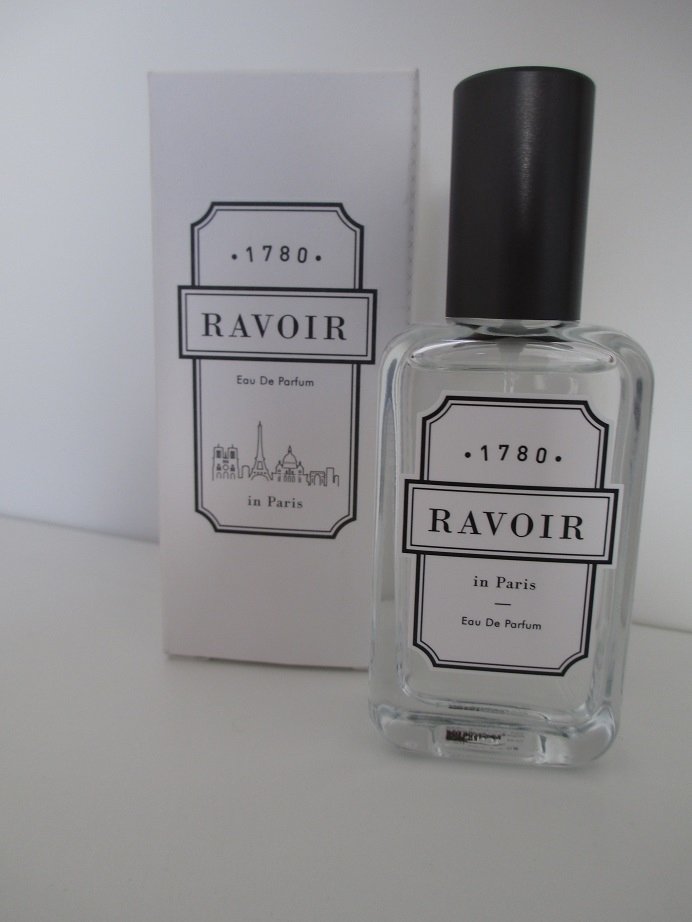 •1780•
RAVOIR
Eau De Parfum
in Paris
•1780•
RAVOIR
in Paris
Eau De Parfum